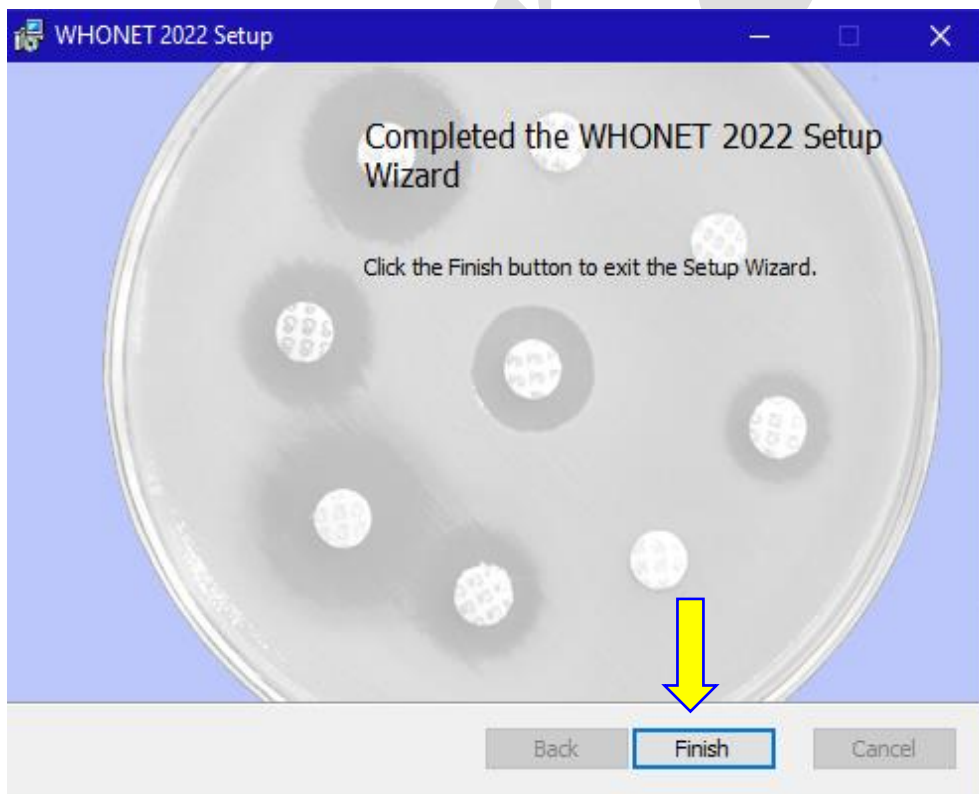 WHONET 2022 Setup
Completed the WHONET 2022 Setup
Wizard
Click the Finish button to exit the Setup Wizard.
Back
Finish
Cancel